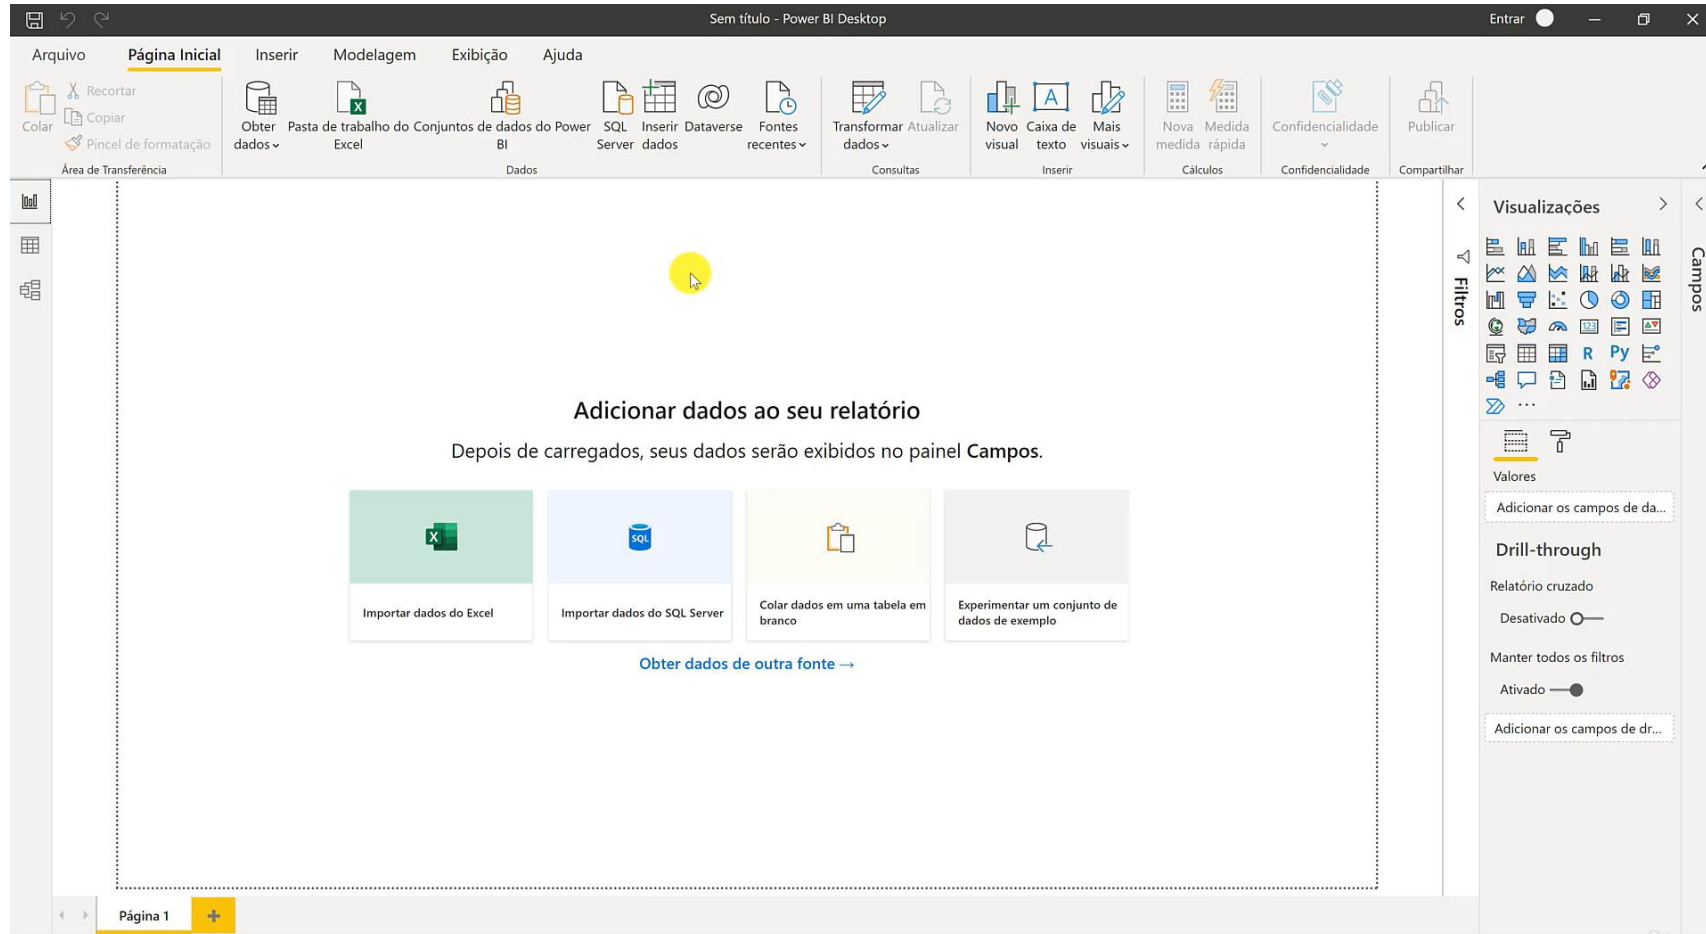 Sem título - Power BI Desktop
Entrar
Arquivo
Página Inicial
Inserir
Modelagem
Exibição
Ajuda
Colar
Recortar
Copiar
Pincel de formatação
Área de Transferência
Obter
dados
Pasta de trabalho do
Excel
Conjuntos de dados do Power
BI
SQL
Server
Inserir
dados
Dataverse
Fontes
recentes
Dados
Transformar
dados
Atualizar
Consultas
Novo
visual
A
Caixa de
texto
Mais
visuais
Inserir
Nova
medida
Medida
rápida
Cálculos
Confidencialidade
Confidencialidade
Publicar
Compartilhar
Adicionar dados ao seu relatório
Depois de carregados, seus dados serão exibidos no painel Campos.
X
Importar dados do Excel
SQL
Importar dados do SQL Server
Colar dados em uma tabela em
branco
Experimentar um conjunto de
dados de exemplo
Obter dados de outra fonte →
Filtros
Visualizações
123
R
Py
...
Valores
Adicionar os campos de da...
Drill-through
Relatório cruzado
Desativado
Manter todos os filtros
Ativado
Adicionar os campos de dr...
Campos
Página 1
+